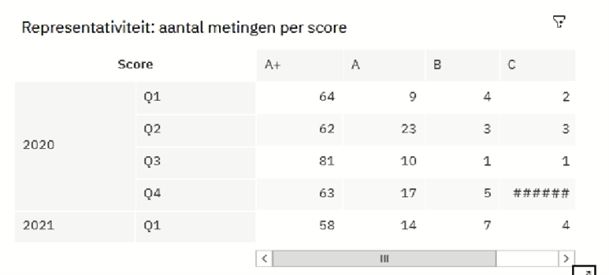 Representativiteit: aantal metingen per score
Score A+ A B C
2020 Q1 64 9 4 2
Q2 62 23 3 3
Q3 81 10 1 1
Q4 63 17 5 ######
2021 Q1 58 14 7 4